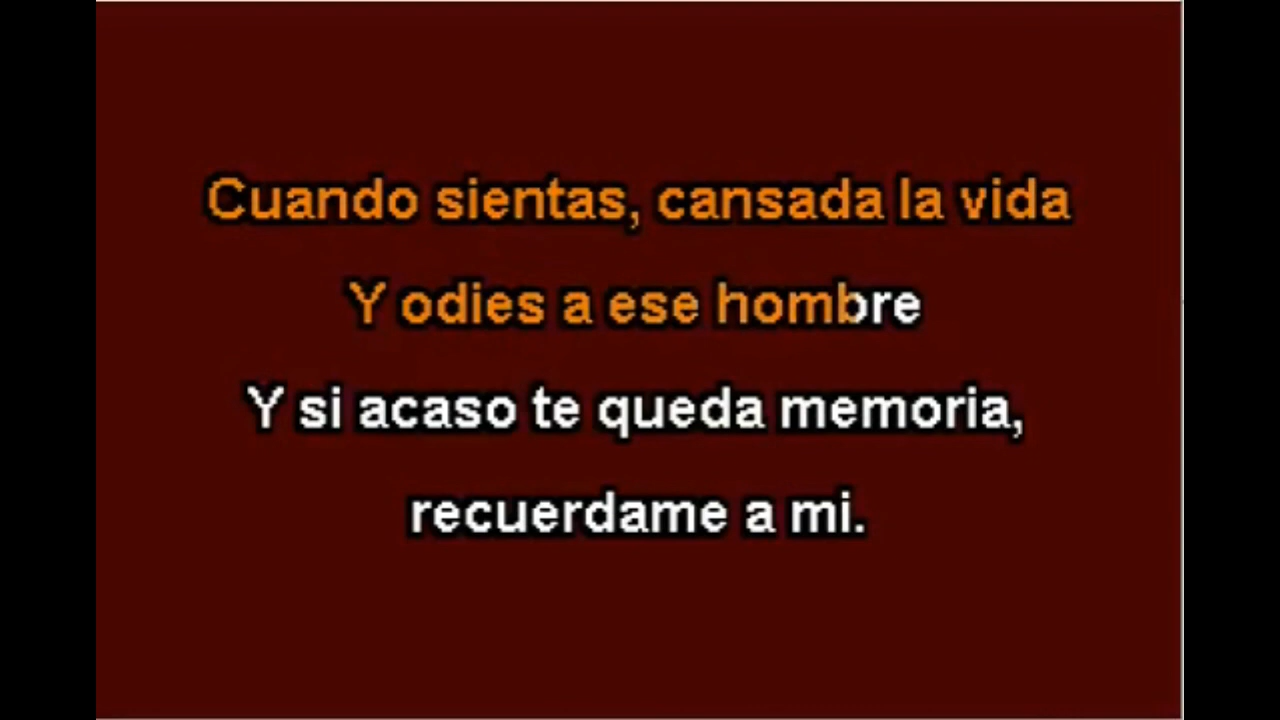 Cuando sientas, cansada la vida
Y odies a ese hombre
Y si acaso te queda memoria,
recuerdame a mi.